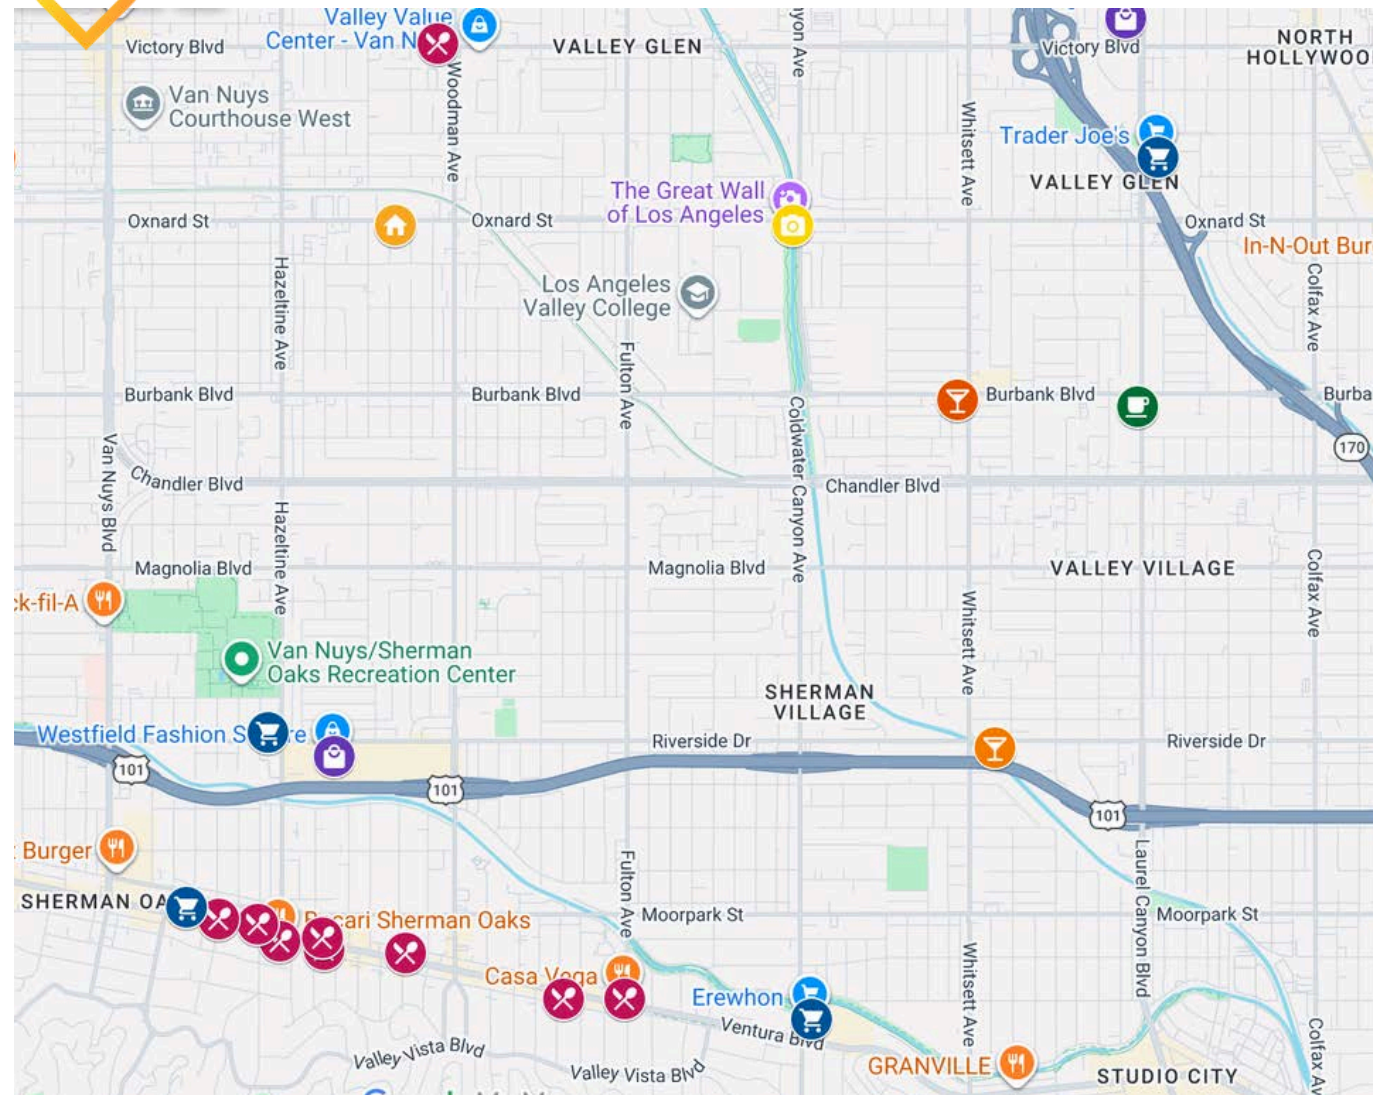 Valley Value
Center - Van N
Victory Blvd
VALLEY GLEN
yon Ave
Victory Blvd
NORTH
HOLLYWOO
Van Nuys
Courthouse West
Woodman Ave
Whitsett Ave
Trader Joe's
VALLEY GLEN
The Great Wall
of Los Angeles
Oxnard St
Oxnard St
Oxnard St
In-N-Out Bur
Hazeltine Ave
Los Angeles
Valley College
Colfax Ave
Fulton Ave
Burbank Blvd
Burbank Blvd
Burbank Blvd
Burba
Van Nuys Blvd
Coldwater Canyon Ave
170
Chandler Blvd
Chandler Blvd
Hazeltine Ave
Magnolia Blvd
Magnolia Blvd
VALLEY VILLAGE
Colfax Ave
ck-fil-A
Whitsett Ave
Van Nuys/Sherman
Oaks Recreation Center
SHERMAN
VILLAGE
Westfield Fashion S re
Riverside Dr
Riverside Dr
101
101
101
Burger
Fulton Ave
Laurel Canyon Blvd
SHERMAN OA
cari Sherman Oaks
Moorpark St
Moorpark St
Whitsett Ave
Casa Vega
Erewhon
Ventura Blvd
Valley Vista Blvd
Valley Vista Blvd
GRANVILLE
STUDIO CITY
Colfax Av